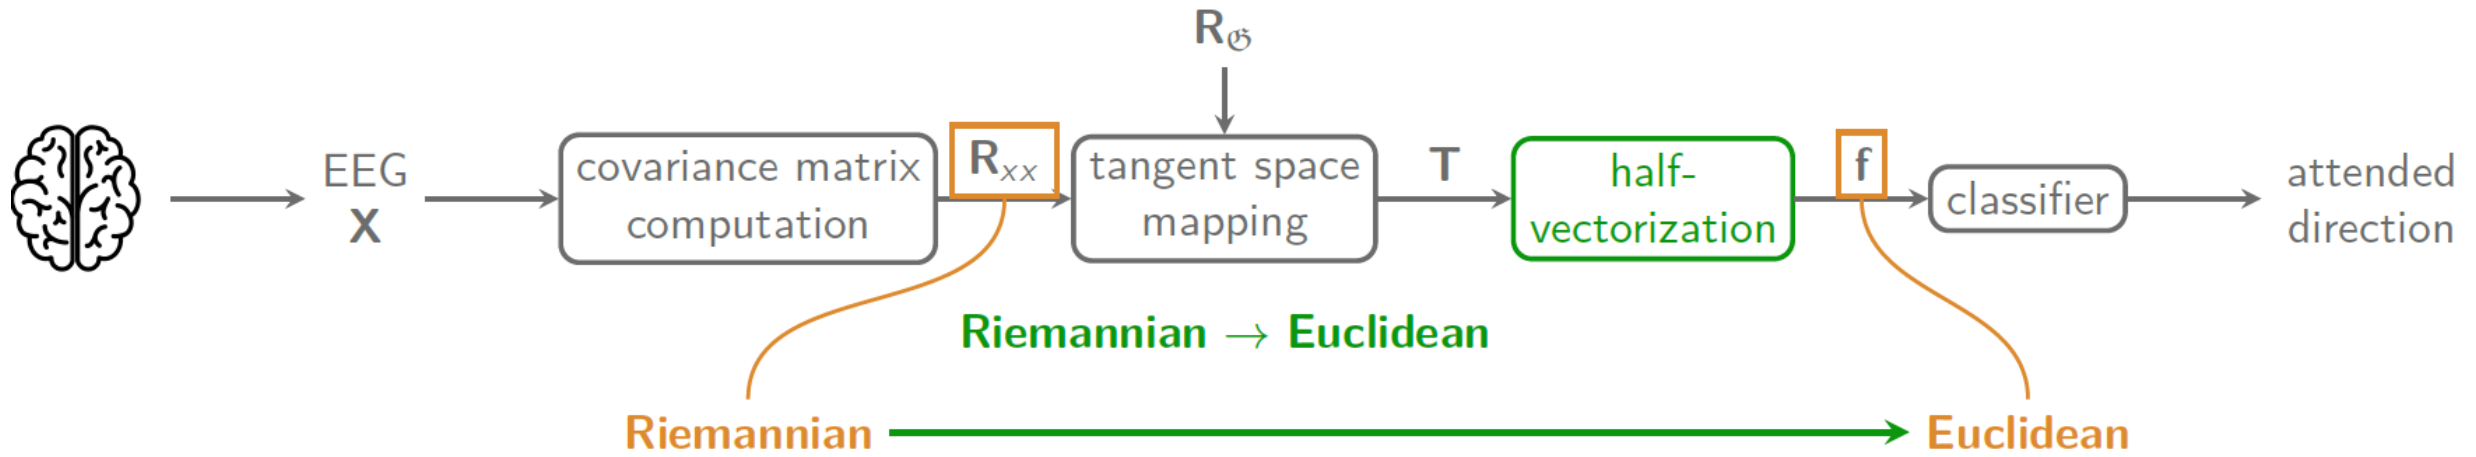 R𝔊
EEG
X
covariance matrix
computation
Rxx
tangent space
mapping
T
half-
vectorization
f
classifier
attended
direction
Riemannian → Euclidean
Riemannian
Euclidean